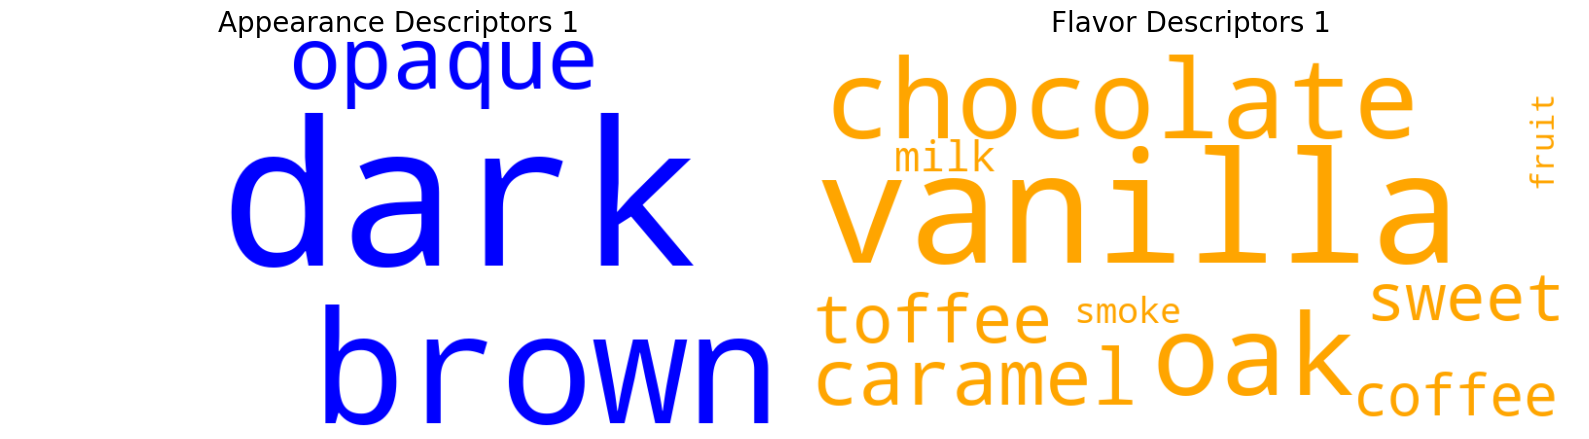 Appearance Descriptors 1
opaque
dark
brown
Flavor Descriptors 1
chocolate
fruit
milk
vanilla
sweet
toffee
smoke
oak
caramel
coffee